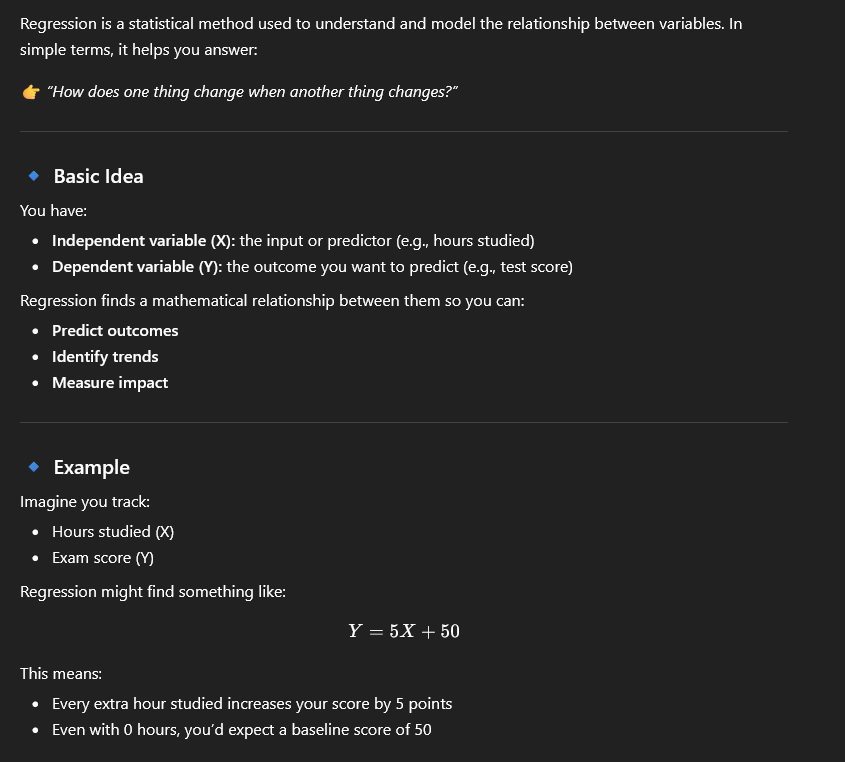 Regression is a statistical method used to understand and model the relationship between variables. In
simple terms, it helps you answer:
👉 “How does one thing change when another thing changes?”
🔹 Basic Idea
You have:
• Independent variable (X): the input or predictor (e.g., hours studied)
• Dependent variable (Y): the outcome you want to predict (e.g., test score)
Regression finds a mathematical relationship between them so you can:
• Predict outcomes
• Identify trends
• Measure impact
🔹 Example
Imagine you track:
• Hours studied (X)
• Exam score (Y)
Regression might find something like:
Y = 5X + 50
This means:
• Every extra hour studied increases your score by 5 points
• Even with 0 hours, you’d expect a baseline score of 50